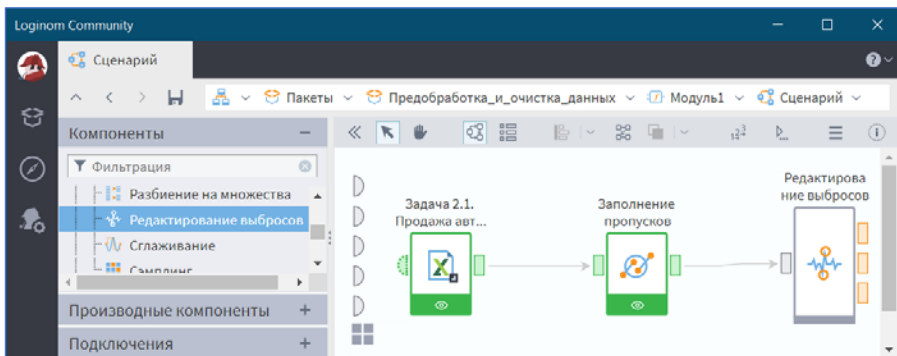 Loginom Community
Сценарий
Пакеты
Предобработка_и_очистка_данных
Модуль1
Сценарий
Компоненты
Фильтрация
Разбиение на множества
Редактирование выбросов
Сглаживание
Сэмплинг
Производные компоненты
Подключения
Задача 2.1.
Продажа авт...
Заполнение
пропусков
Редактирова
ние выбросов